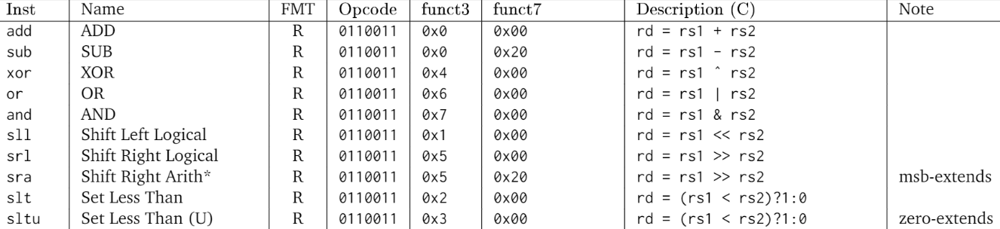 Inst Name FMT Opcode funct3 funct7 Description (C) Note
add ADD R 0110011 0x0 0x00 rd = rs1 + rs2
sub SUB R 0110011 0x0 0x20 rd = rs1 - rs2
xor XOR R 0110011 0x4 0x00 rd = rs1 ˆ rs2
or OR R 0110011 0x6 0x00 rd = rs1 | rs2
and AND R 0110011 0x7 0x00 rd = rs1 & rs2
sll Shift Left Logical R 0110011 0x1 0x00 rd = rs1 << rs2
srl Shift Right Logical R 0110011 0x5 0x00 rd = rs1 >> rs2
sra Shift Right Arith* R 0110011 0x5 0x20 rd = rs1 >> rs2 msb-extends
slt Set Less Than R 0110011 0x2 0x00 rd = (rs1 < rs2)?1:0
sltu Set Less Than (U) R 0110011 0x3 0x00 rd = (rs1 < rs2)?1:0 zero-extends